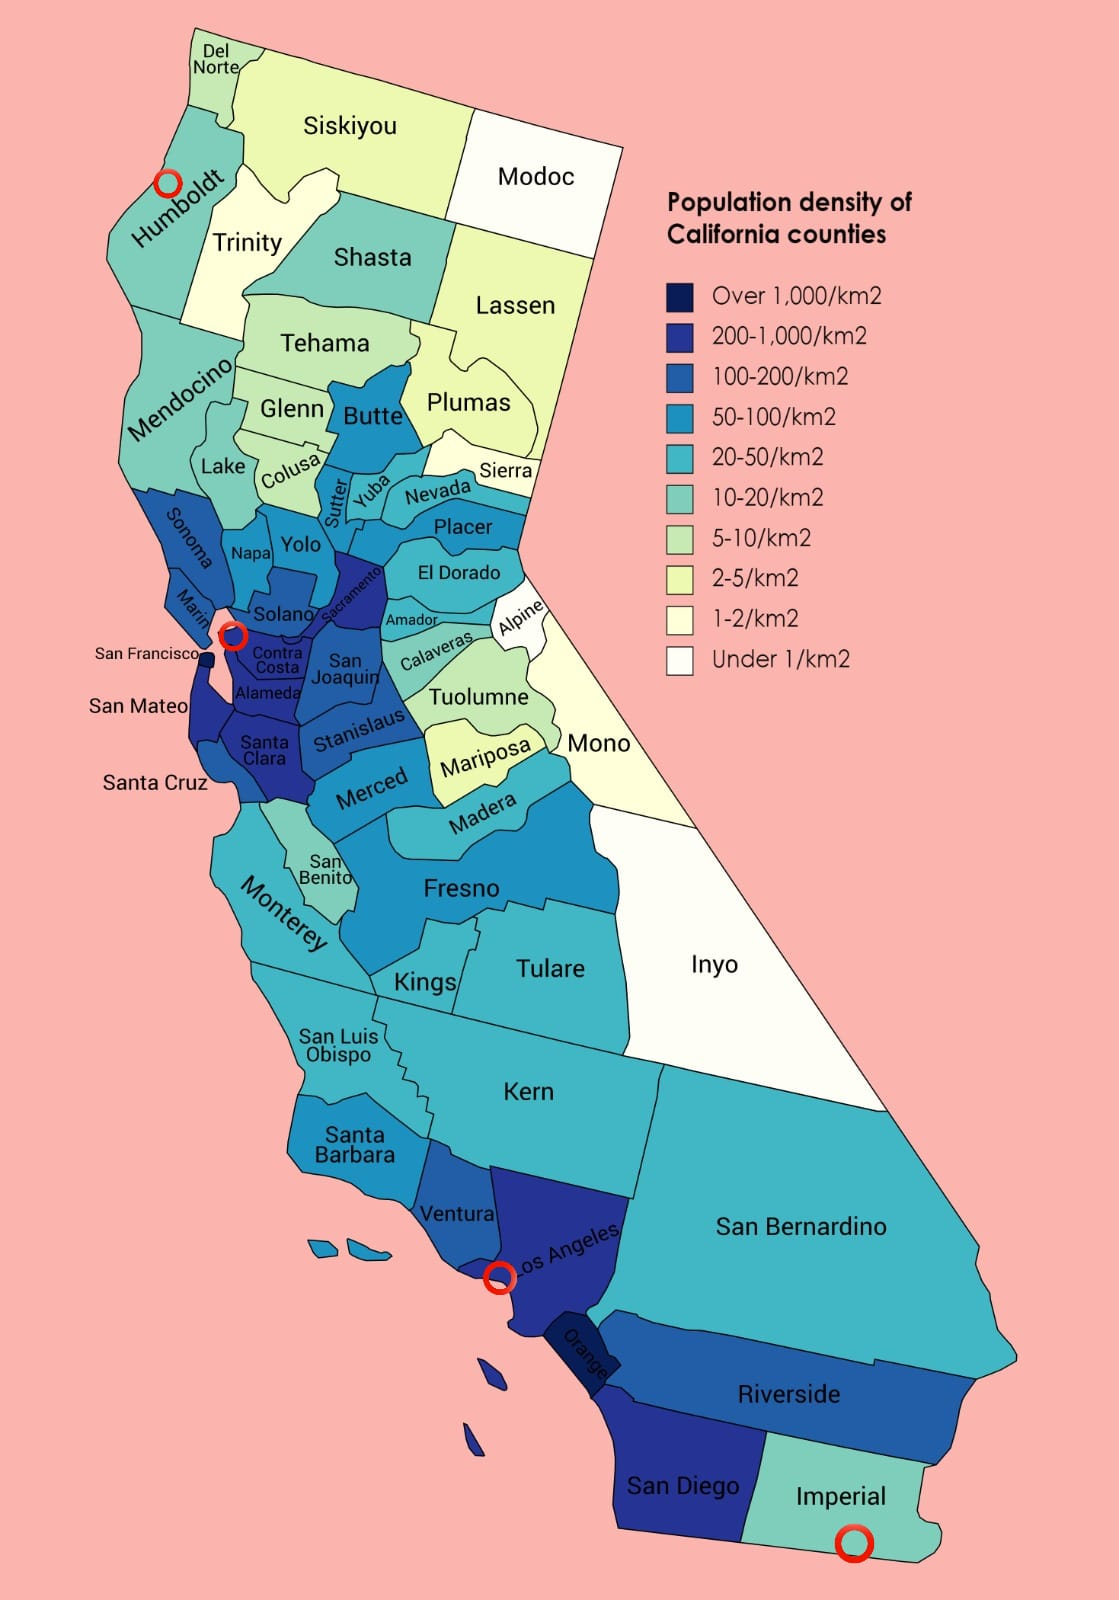 Del
Norte
Siskiyou
Modoc
Humboldt
Trinity
Shasta
Lassen
Population density of
California counties
Over 1,000/km2
200-1,000/km2
100-200/km2
50-100/km2
20-50/km2
10-20/km2
5-10/km2
2-5/km2
1-2/km2
Under 1/km2
Tehama
Mendocino
Glenn
Butte
Plumas
Lake
Colusa
Sierra
Sutter
Yuba
Nevada
Sonoma
Napa
Yolo
Placer
El Dorado
Sacramento
Marin
Solano
Amador
Alpine
San Francisco
Contra
Costa
San
Joaquin
Calaveras
Tuolumne
San Mateo
Alameda
Santa
Clara
Stanislaus
Mariposa
Mono
Santa Cruz
Merced
Madera
San
Benito
Fresno
Monterey
Kings
Tulare
Inyo
San Luis
Obispo
Kern
Santa
Barbara
Ventura
Los Angeles
San Bernardino
Orange
Riverside
San Diego
Imperial